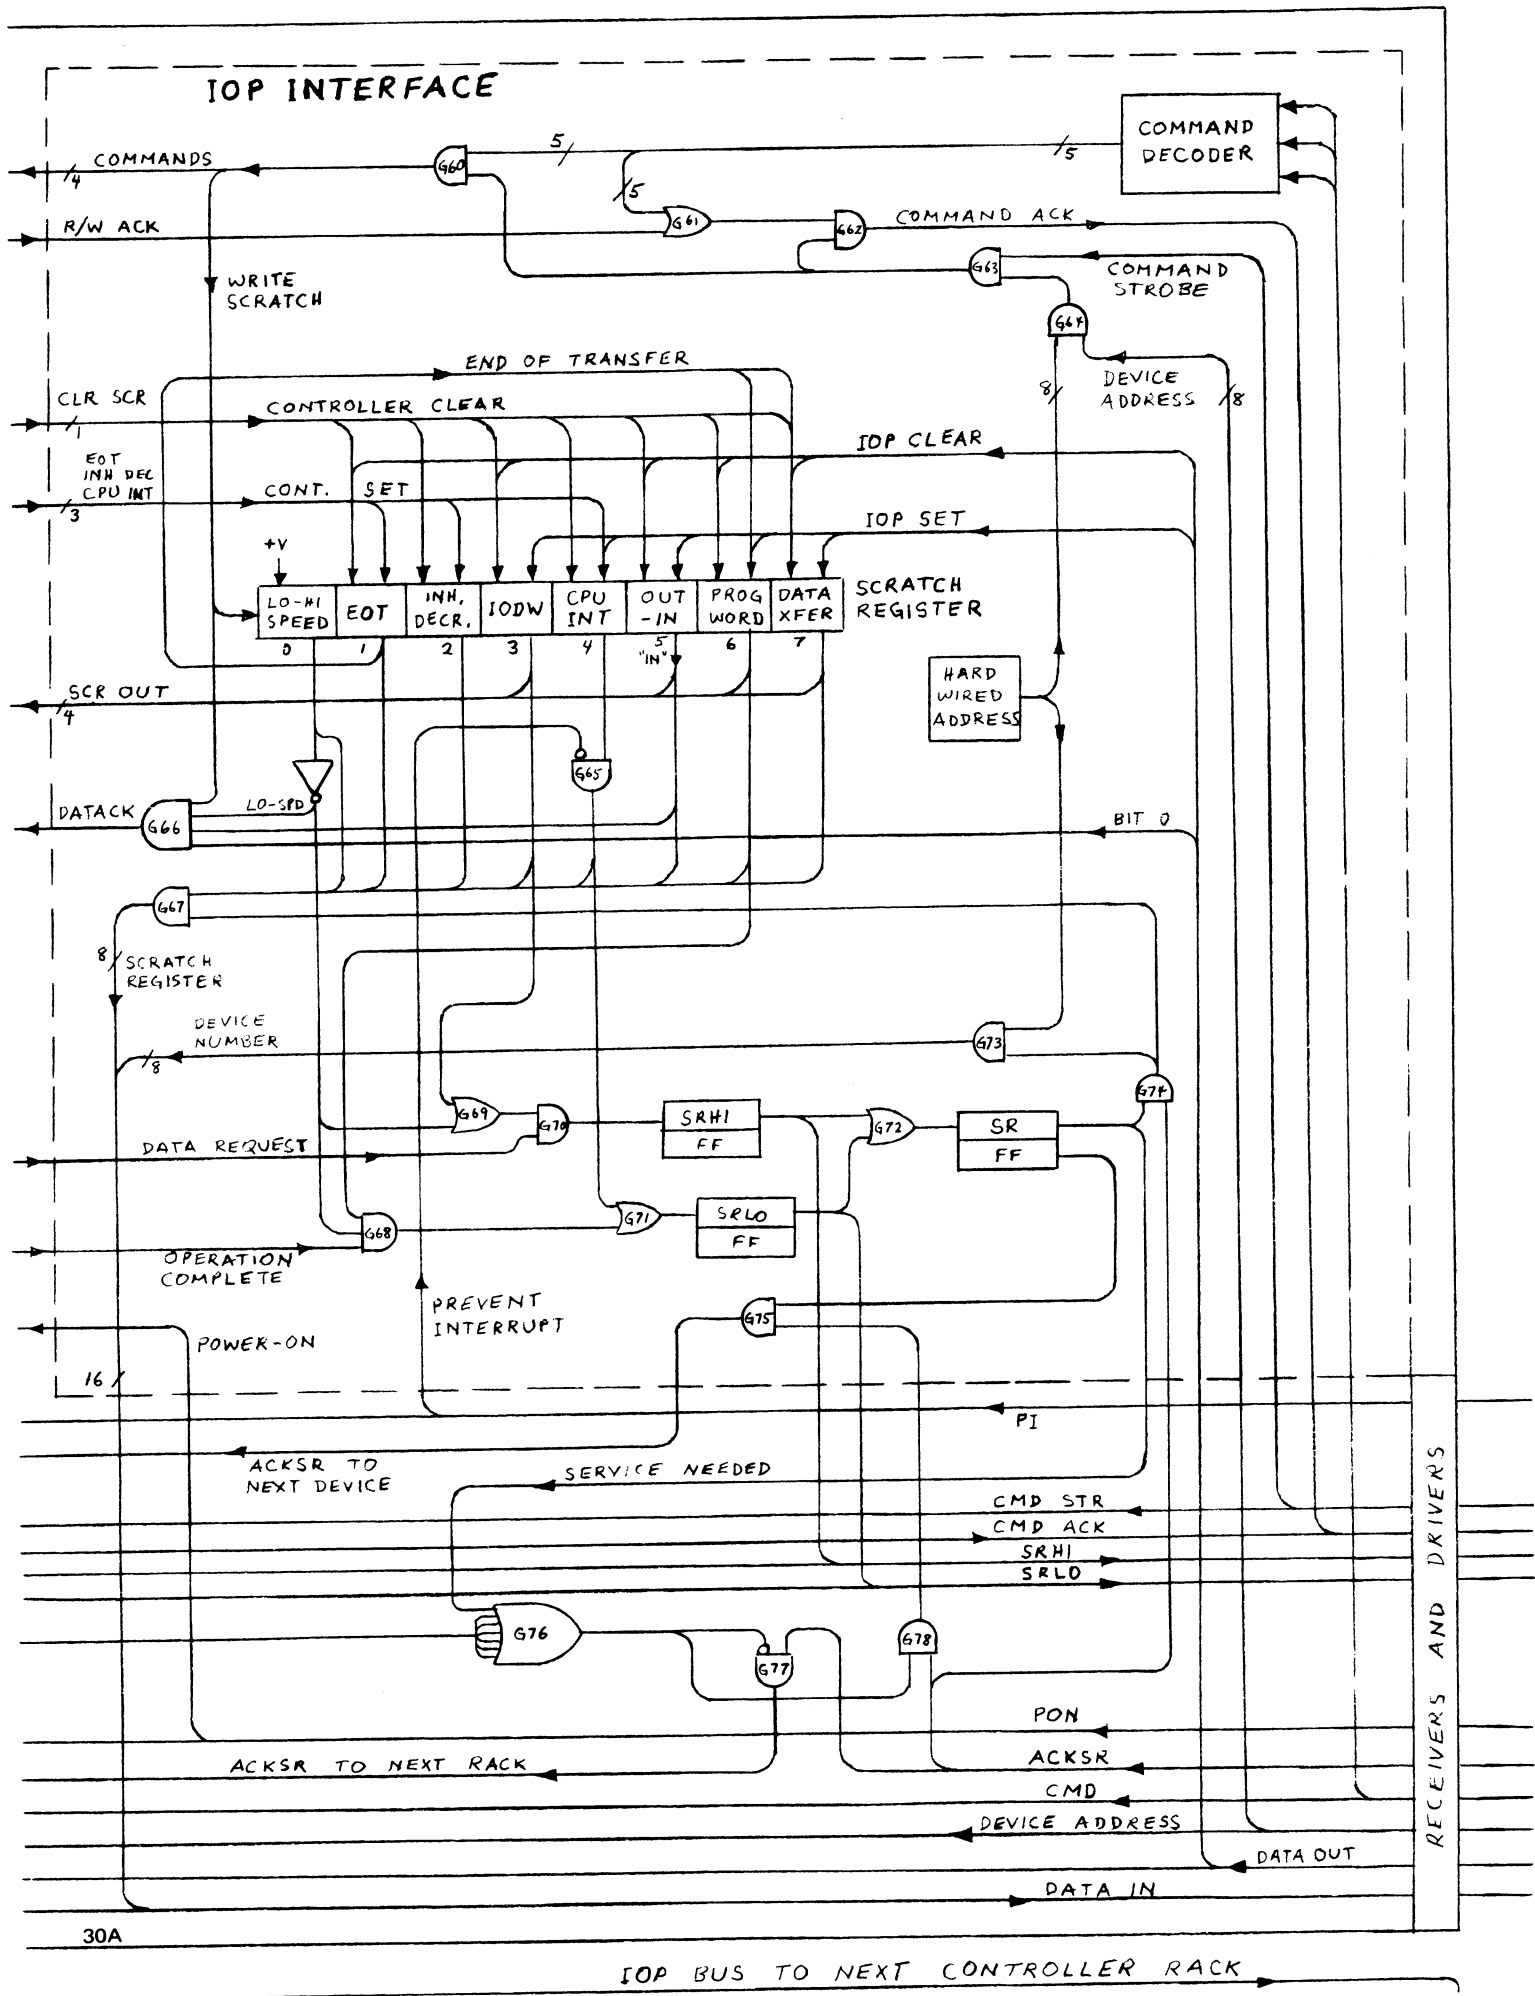 IOP INTERFACE
COMMAND
DECODER
COMMANDS
4
G60
5
5
5
R/W ACK
G61
G62
COMMAND ACK
G63
COMMAND
STROBE
WRITE
SCRATCH
G64
END OF TRANSFER
DEVICE
ADDRESS
8
8
CLR SCR
1
CONTROLLER CLEAR
IOP CLEAR
EOT
INH DEC
CPU INT
3
CONT. SET
IOP SET
+V
LO-HI
SPEED
EOT
INH.
DECR.
IODW
CPU
INT
OUT
-IN
PROG
WORD
DATA
XFER
SCRATCH
REGISTER
0
1
2
3
4
5
6
7
"IN"
SCR OUT
4
HARD
WIRED
ADDRESS
G65
LO-SPD
DATACK
G66
BIT 0
G67
8
SCRATCH
REGISTER
DEVICE
NUMBER
8
G73
G74
G69
G70
SRHI
FF
G72
SR
FF
DATA REQUEST
G68
G71
SRLO
FF
OPERATION
COMPLETE
PREVENT
INTERRUPT
G75
POWER-ON
16
PI
ACKSR TO
NEXT DEVICE
SERVICE NEEDED
CMD STR
CMD ACK
SRHI
SRLO
G76
G77
G78
PON
ACKSR TO NEXT RACK
ACKSR
CMD
DEVICE ADDRESS
DATA OUT
DATA IN
RECEIVERS AND DRIVERS
30A
IOP BUS TO NEXT CONTROLLER RACK